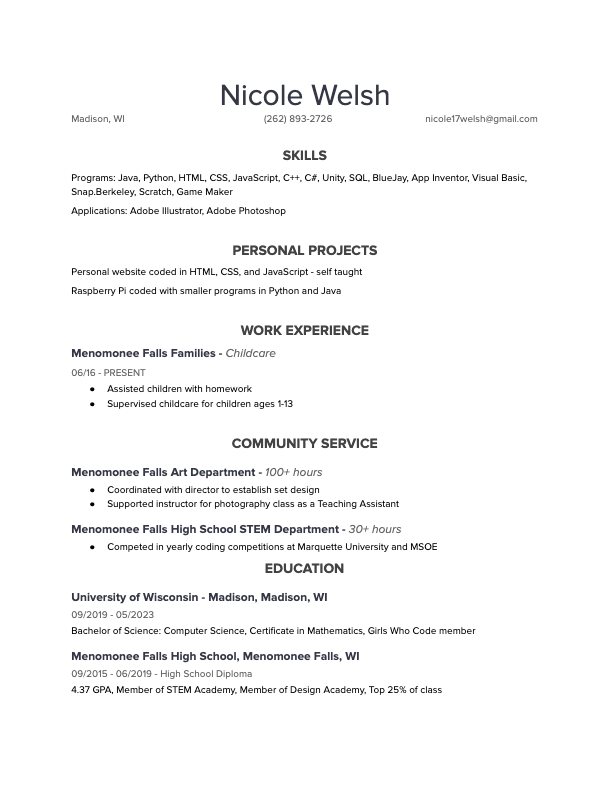 Nicole Welsh
Madison, WI (262) 893-2726 nicole17welsh@gmail.com
SKILLS
Programs: Java, Python, HTML, CSS, JavaScript, C++, C#, Unity, SQL, BlueJay, App Inventor, Visual Basic,
Snap.Berkeley, Scratch, Game Maker
Applications: Adobe Illustrator, Adobe Photoshop
PERSONAL PROJECTS
Personal website coded in HTML, CSS, and JavaScript - self taught
Raspberry Pi coded with smaller programs in Python and Java
WORK EXPERIENCE
Menomonee Falls Families - Childcare
06/16 - PRESENT
● Assisted children with homework
● Supervised childcare for children ages 1-13
COMMUNITY SERVICE
Menomonee Falls Art Department - 100+ hours
● Coordinated with director to establish set design
● Supported instructor for photography class as a Teaching Assistant
Menomonee Falls High School STEM Department - 30+ hours
● Competed in yearly coding competitions at Marquette University and MSOE
EDUCATION
University of Wisconsin - Madison, Madison, WI
09/2019 - 05/2023
Bachelor of Science: Computer Science, Certificate in Mathematics, Girls Who Code member
Menomonee Falls High School, Menomonee Falls, WI
09/2015 - 06/2019 - High School Diploma
4.37 GPA, Member of STEM Academy, Member of Design Academy, Top 25% of class